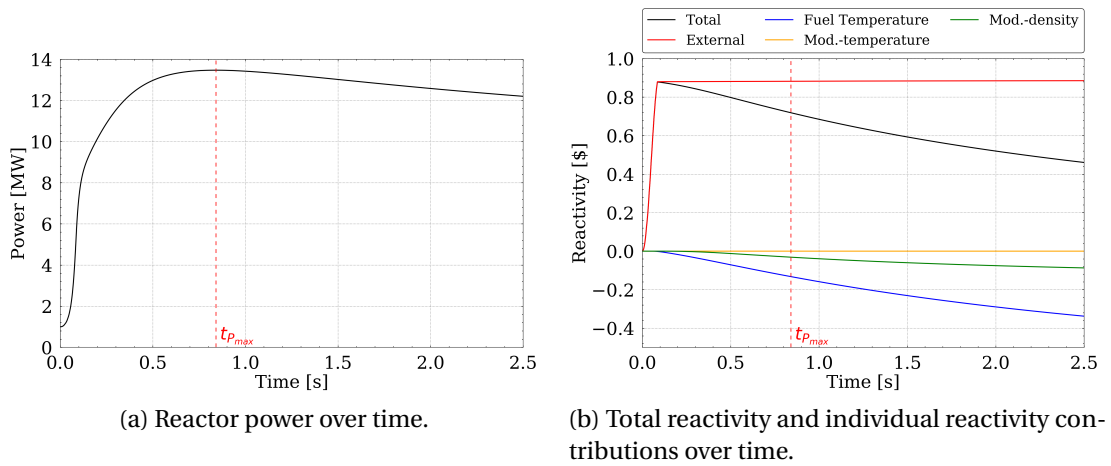 Total
Fuel Temperature
Mod.-density
External
Mod.-temperature
14
12
10
8
6
4
2
0
Power [MW]
t_{P_{max}}
0.0 0.5 1.0 1.5 2.0 2.5
Time [s]
1.0
0.8
0.6
0.4
0.2
0.0
−0.2
−0.4
Reactivity [$]
t_{P_{max}}
0.0 0.5 1.0 1.5 2.0 2.5
Time [s]
(a) Reactor power over time.
(b) Total reactivity and individual reactivity con-
tributions over time.